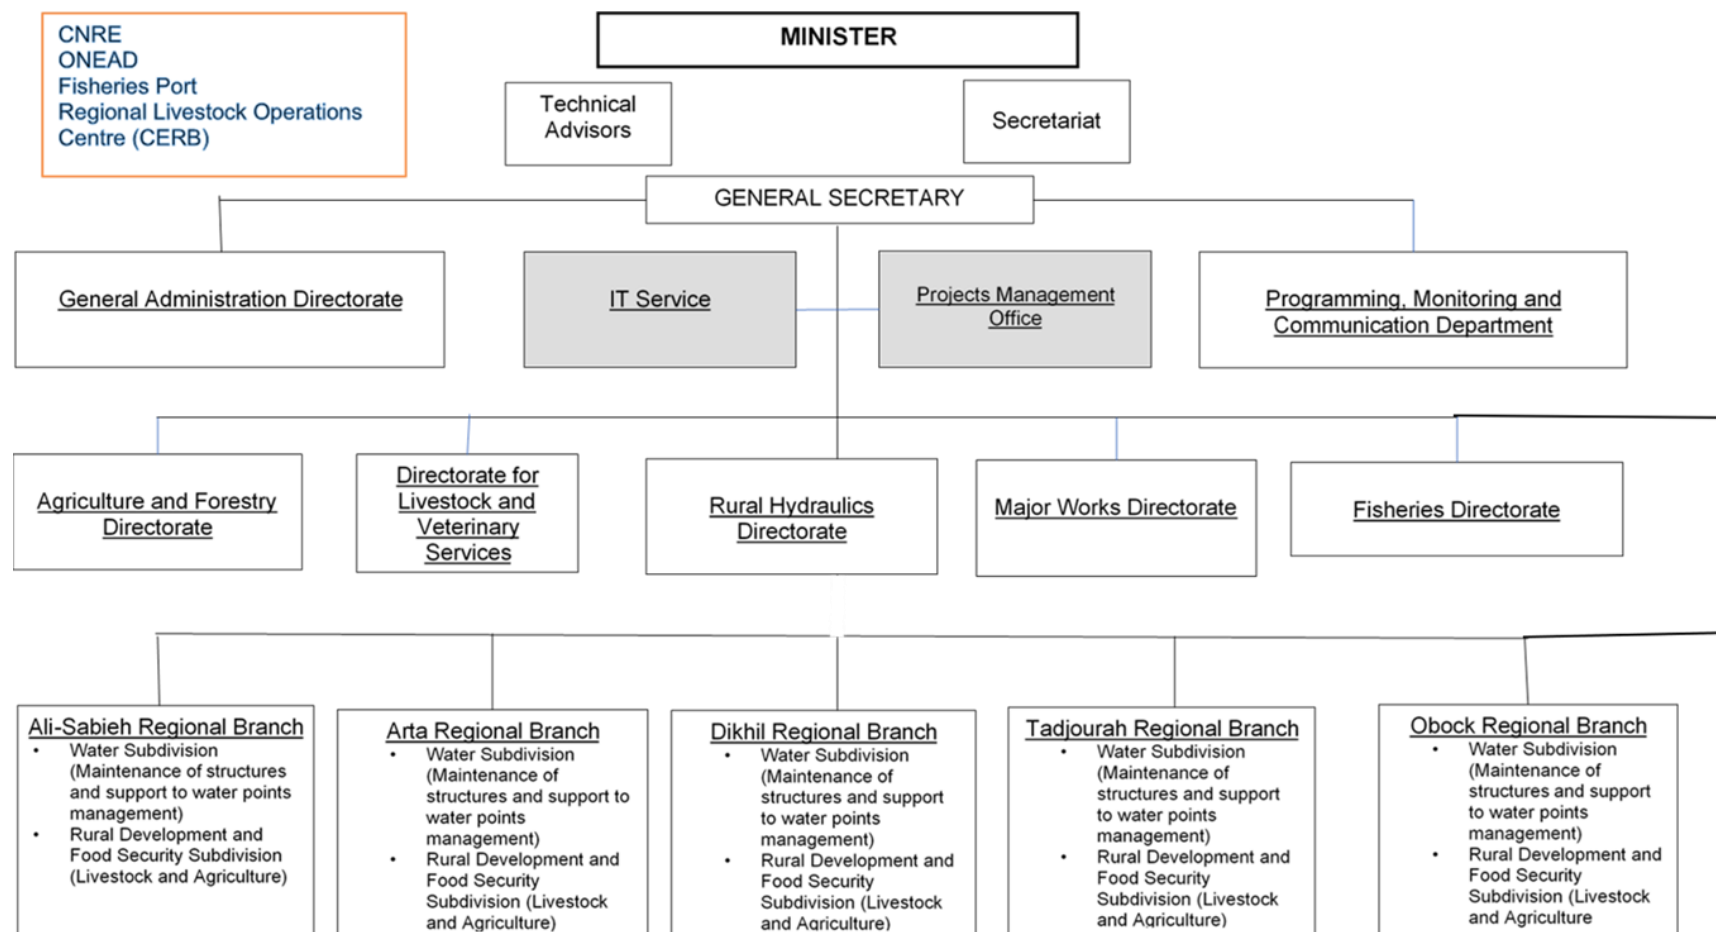 CNRE
ONEAD
Fisheries Port
Regional Livestock Operations
Centre (CERB)
MINISTER
Technical
Advisors
Secretariat
GENERAL SECRETARY
General Administration Directorate
IT Service
Projects Management
Office
Programming, Monitoring and
Communication Department
Agriculture and Forestry
Directorate
Directorate for
Livestock and
Veterinary
Services
Rural Hydraulics
Directorate
Major Works Directorate
Fisheries Directorate
Ali-Sabieh Regional Branch
• Water Subdivision
(Maintenance of structures
and support to water points
management)
• Rural Development and
Food Security Subdivision
(Livestock and Agriculture)
Arta Regional Branch
• Water Subdivision
(Maintenance of
structures and support to
water points
management)
• Rural Development and
Food Security
Subdivision (Livestock
and Agriculture)
Dikhil Regional Branch
• Water Subdivision
(Maintenance of
structures and support
to water points
management)
• Rural Development and
Food Security
Subdivision (Livestock
and Agriculture)
Tadjourah Regional Branch
• Water Subdivision
(Maintenance of
structures and support
to water points
management)
• Rural Development and
Food Security
Subdivision (Livestock
and Agriculture)
Obock Regional Branch
• Water Subdivision
(Maintenance of
structures and support
to water points
management)
• Rural Development and
Food Security
Subdivision (Livestock
and Agriculture